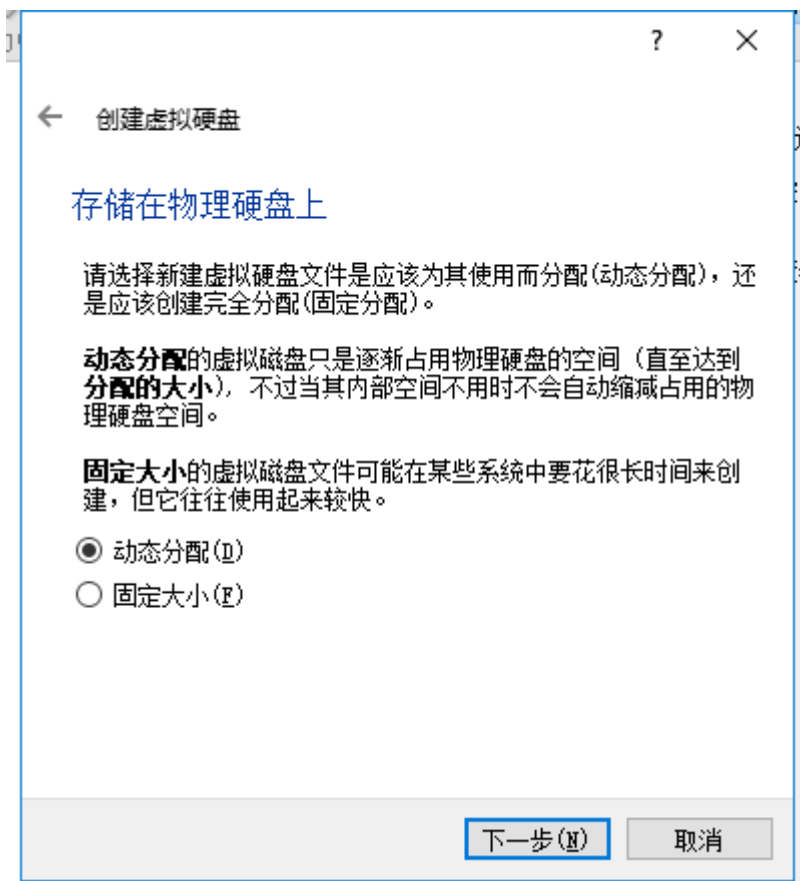 ?
创建虚拟硬盘
存储在物理硬盘上
请选择新建虚拟硬盘文件是应该为其使用而分配(动态分配)，还
是应该创建完全分配(固定分配)。
动态分配的虚拟磁盘只是逐渐占用物理硬盘的空间（直至达到
分配的大小），不过当其内部空间不用时不会自动缩减占用的物
理硬盘空间。
固定大小的虚拟磁盘文件可能在某些系统中要花很长时间来创
建，但它往往使用起来较快。
动态分配(D)
固定大小(F)
下一步(N)
取消